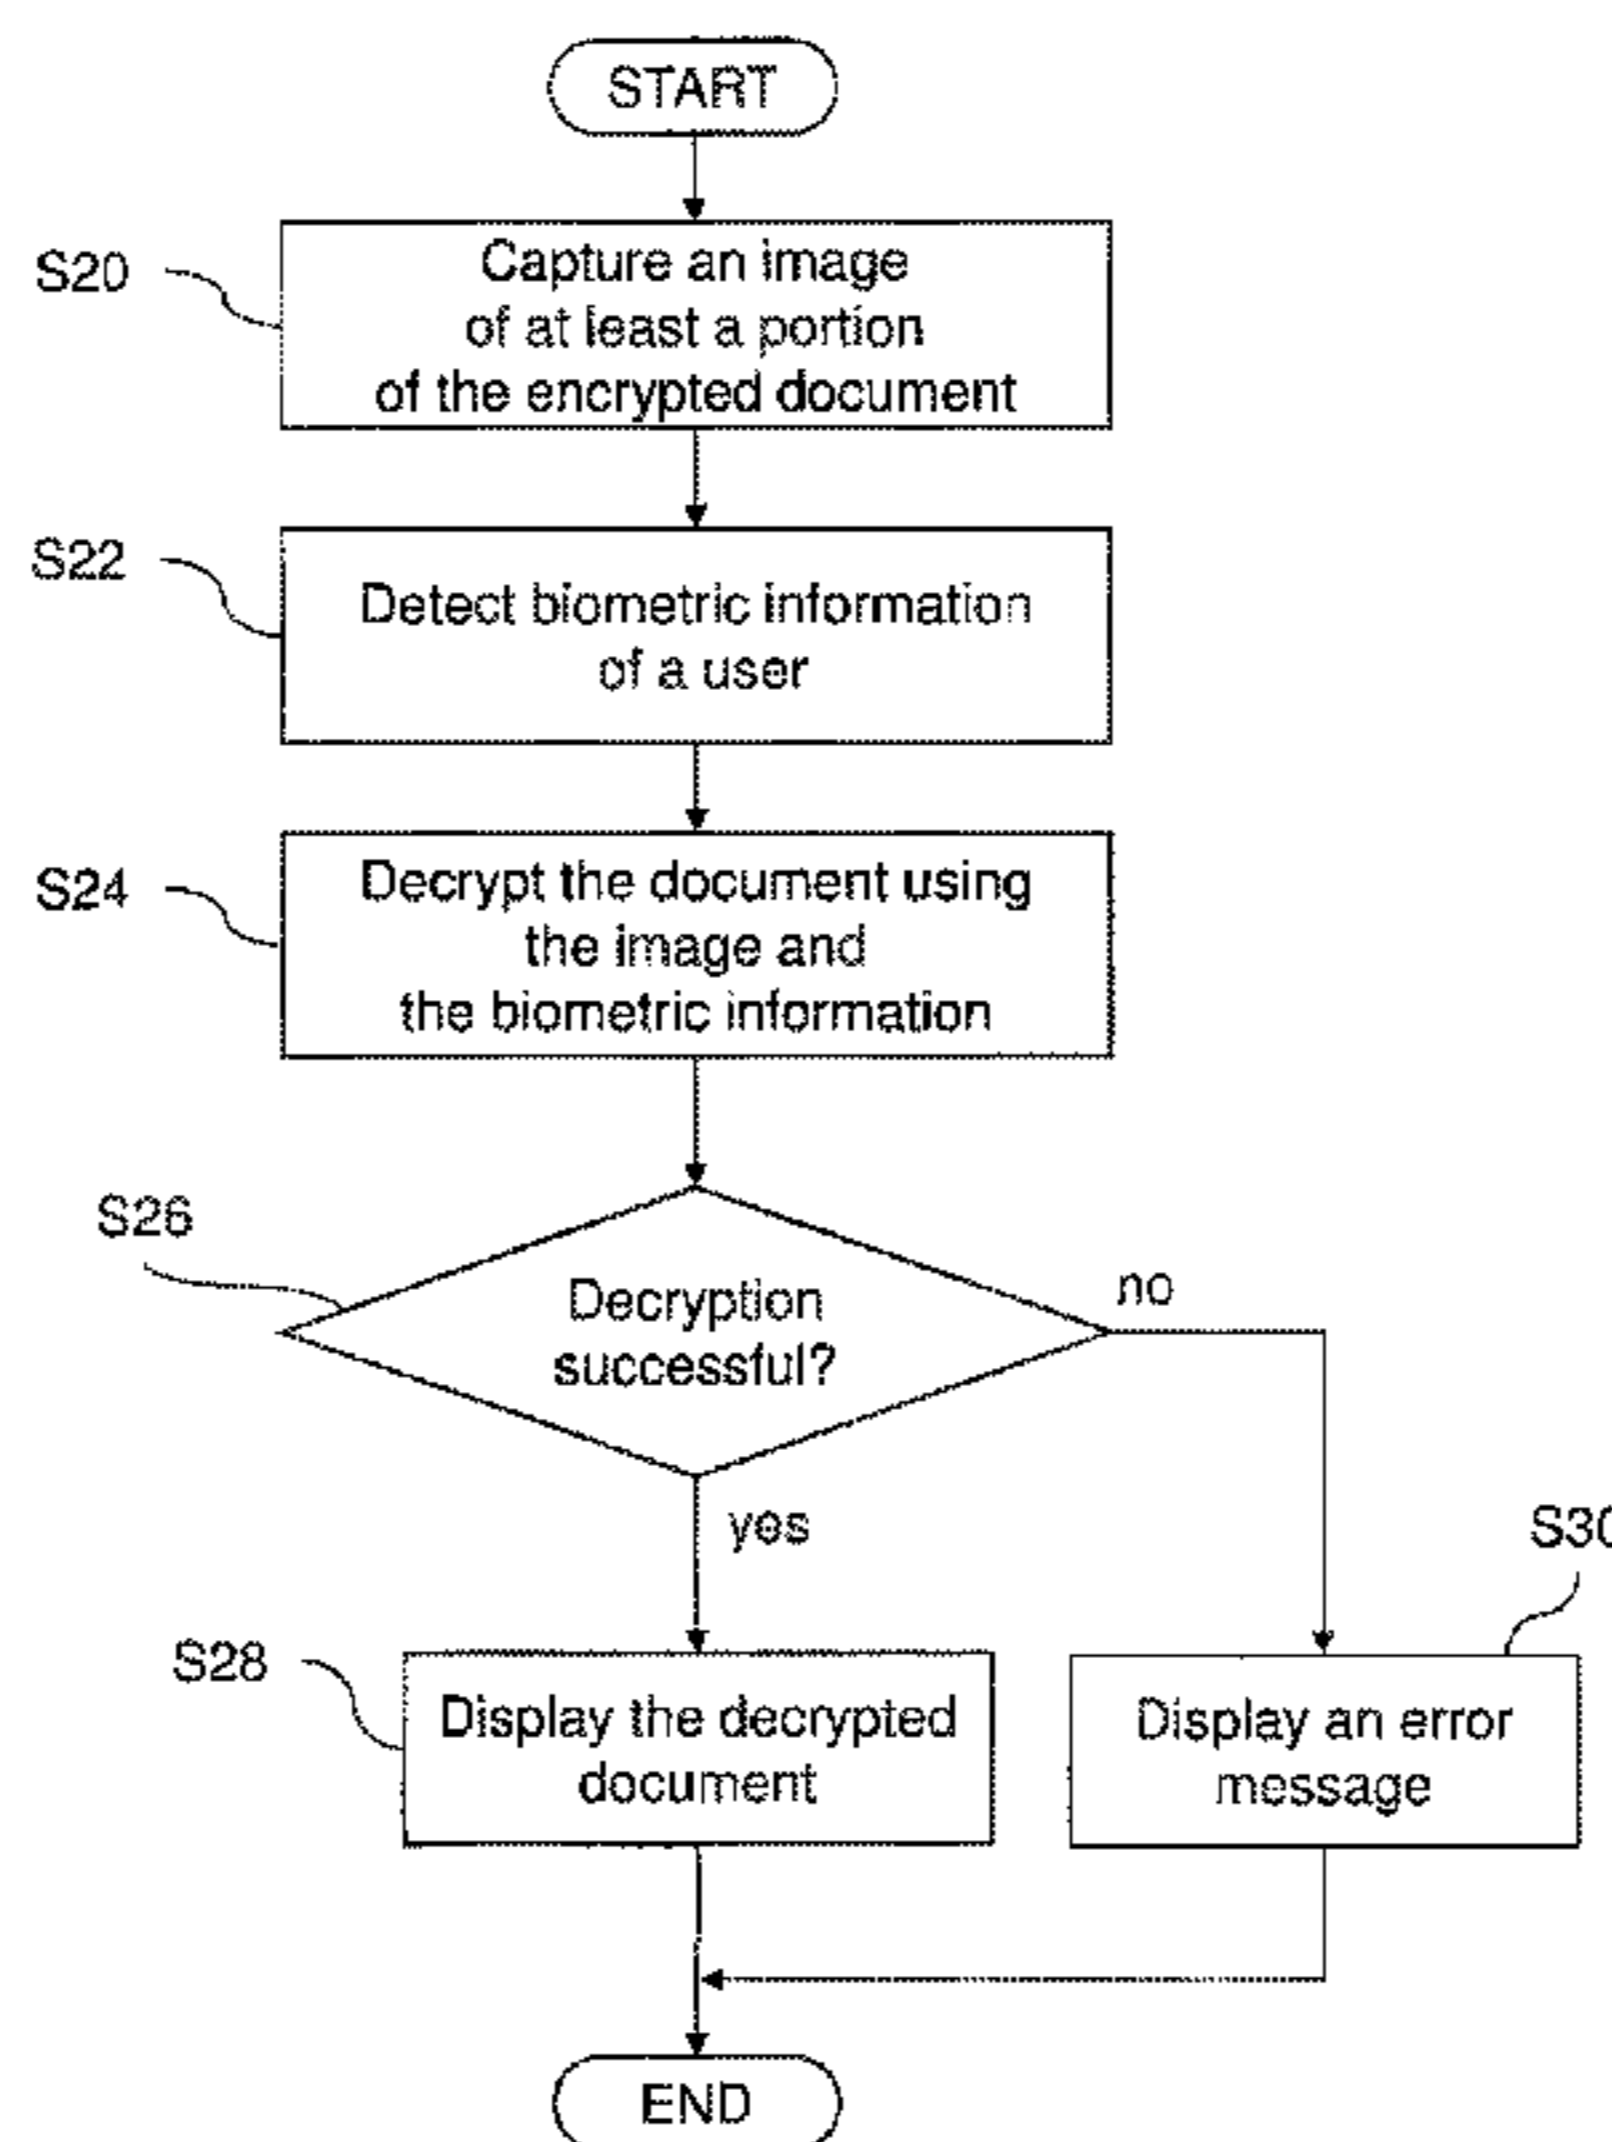 START
S20
Capture an image
of at least a portion
of the encrypted document
S22
Detect biometric information
of a user
S24
Decrypt the document using
the image and
the biometric information
S26
Decryption
successful?
no
yes
S30
S28
Display the decrypted
document
Display an error
message
END